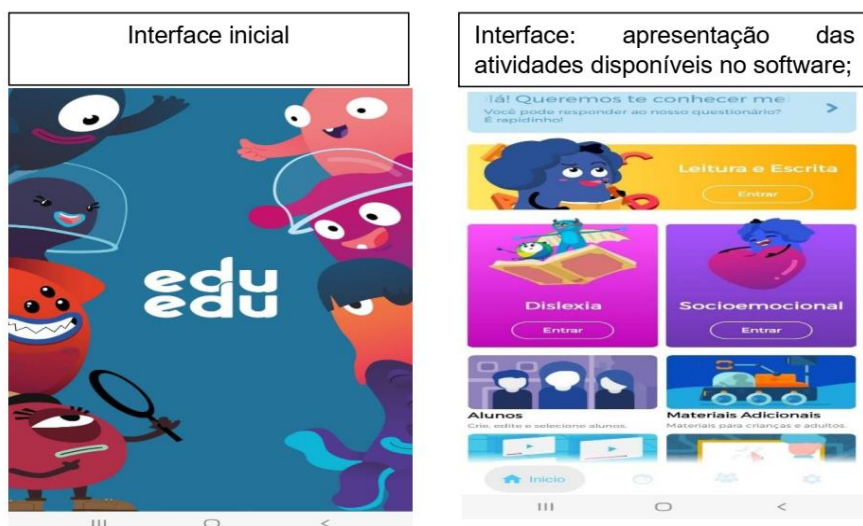 Interface inicial
Interface: apresentação das
atividades disponíveis no software;
edu
edu
lá! Queremos te conhecer me
Você pode responder ao nosso questionário?
É rapidinho!
Leitura e Escrita
Entrar
Dislexia
Entrar
Socioemocional
Entrar
Alunos
Crie, edite e selecione alunos.
Materiais Adicionais
Materiais para crianças e adultos.
Inicio